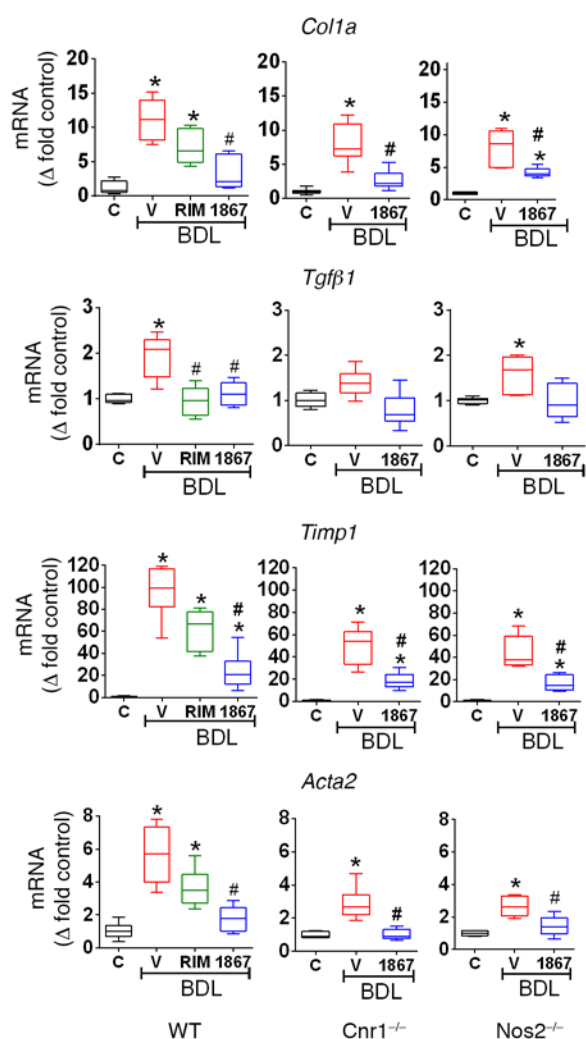 Col1a
mRNA
(Δ fold control)
20
15
10
5
0
*
*
#
C
V
RIM
1867
BDL
20
15
10
5
0
*
#
C
V
1867
BDL
20
15
10
5
0
*
#
*
C
V
1867
BDL
Tgfβ1
mRNA
(Δ fold control)
3
2
1
0
*
#
#
C
V
RIM
1867
BDL
3
2
1
0
C
V
1867
BDL
3
2
1
0
*
C
V
1867
BDL
Timp1
mRNA
(Δ fold control)
120
100
80
60
40
20
0
*
*
#
*
C
V
RIM
1867
BDL
120
100
80
60
40
20
0
*
#
*
C
V
1867
BDL
120
100
80
60
40
20
0
*
#
*
C
V
1867
BDL
Acta2
mRNA
(Δ fold control)
8
6
4
2
0
*
*
#
C
V
RIM
1867
BDL
8
6
4
2
0
*
#
C
V
1867
BDL
8
6
4
2
0
*
#
C
V
1867
BDL
WT
Cnr1⁻/⁻
Nos2⁻/⁻